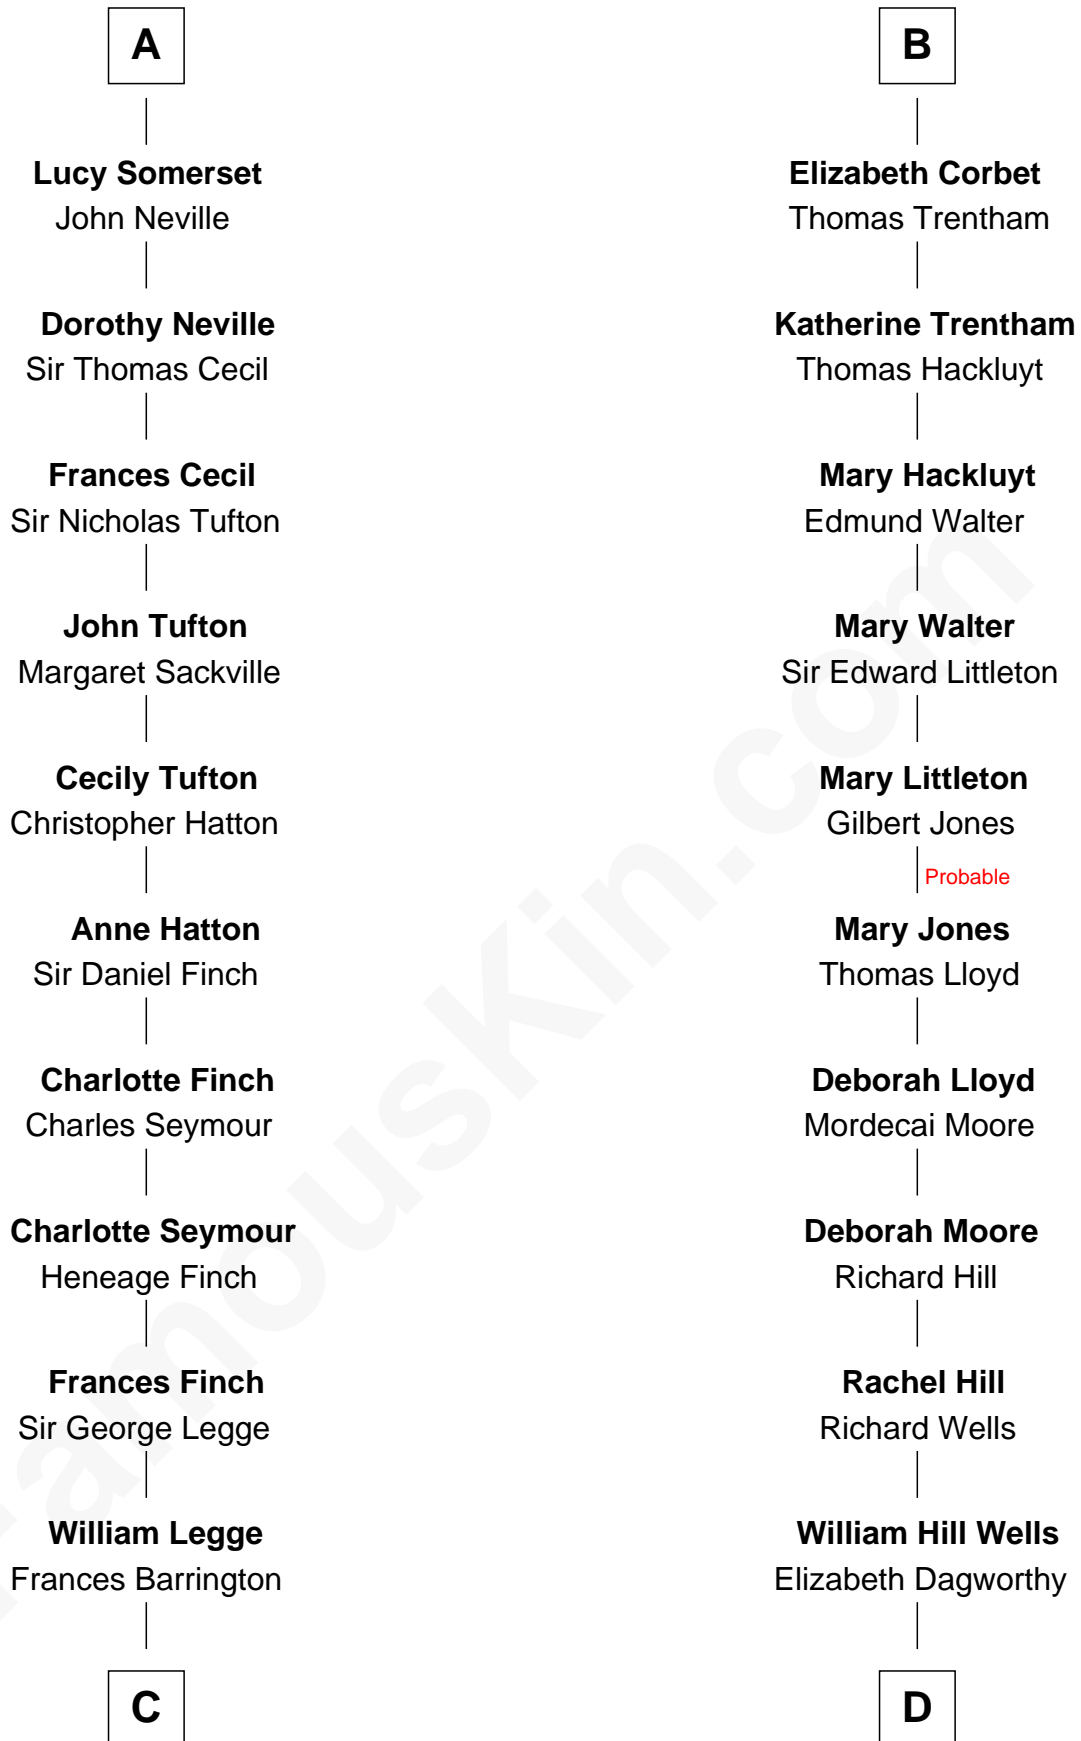 A
Lucy Somerset
John Neville
Dorothy Neville
Sir Thomas Cecil
Frances Cecil
Sir Nicholas Tufton
John Tufton
Margaret Sackville
Cecily Tufton
Christopher Hatton
Anne Hatton
Sir Daniel Finch
Charlotte Finch
Charles Seymour
Charlotte Seymour
Heneage Finch
Frances Finch
Sir George Legge
William Legge
Frances Barrington
C
B
Elizabeth Corbet
Thomas Trentham
Katherine Trentham
Thomas Hackluyt
Mary Hackluyt
Edmund Walter
Mary Walter
Sir Edward Littleton
Mary Littleton
Gilbert Jones
Probable
Mary Jones
Thomas Lloyd
Deborah Lloyd
Mordecai Moore
Deborah Moore
Richard Hill
Rachel Hill
Richard Wells
William Hill Wells
Elizabeth Dagworthy
D
FamousKin.com